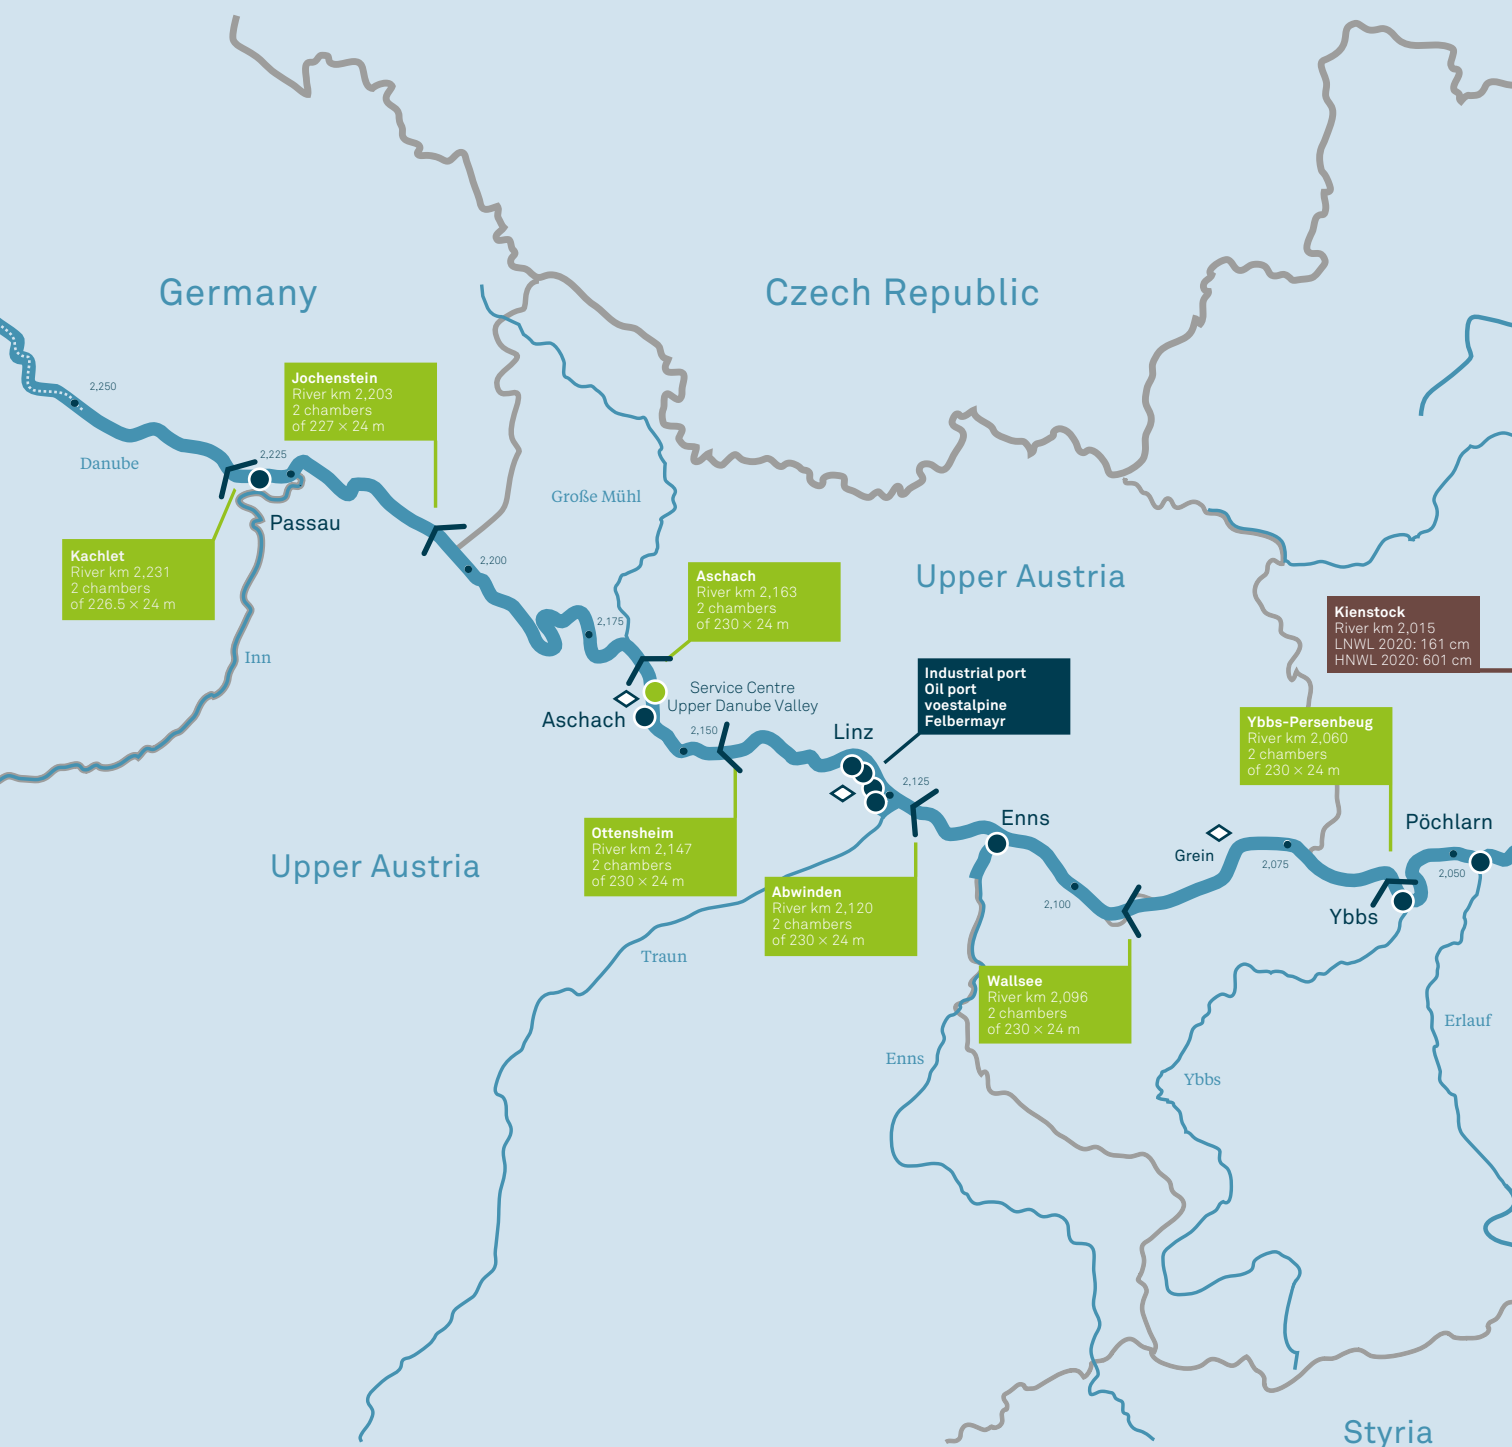 Germany
Czech Republic
Jochenstein
River km 2,203
2 chambers
of 227 × 24 m
2,250
Danube
2,225
Große Mühl
Passau
Kachlet
River km 2,231
2 chambers
of 226.5 × 24 m
2,200
Aschach
River km 2,163
2 chambers
of 230 × 24 m
Upper Austria
Kienstock
River km 2,015
LNWL 2020: 161 cm
HNWL 2020: 601 cm
2,175
Inn
Industrial port
Oil port
voestalpine
Felbermayr
Service Centre
Upper Danube Valley
Aschach
2,150
Linz
Ybbs-Persenbeug
River km 2,060
2 chambers
of 230 × 24 m
2,125
Enns
Pöchlarn
Ottensheim
River km 2,147
2 chambers
of 230 × 24 m
Upper Austria
Grein
2,075
2,050
Abwinden
River km 2,120
2 chambers
of 230 × 24 m
2,100
Ybbs
Traun
Wallsee
River km 2,096
2 chambers
of 230 × 24 m
Erlauf
Enns
Ybbs
Styria